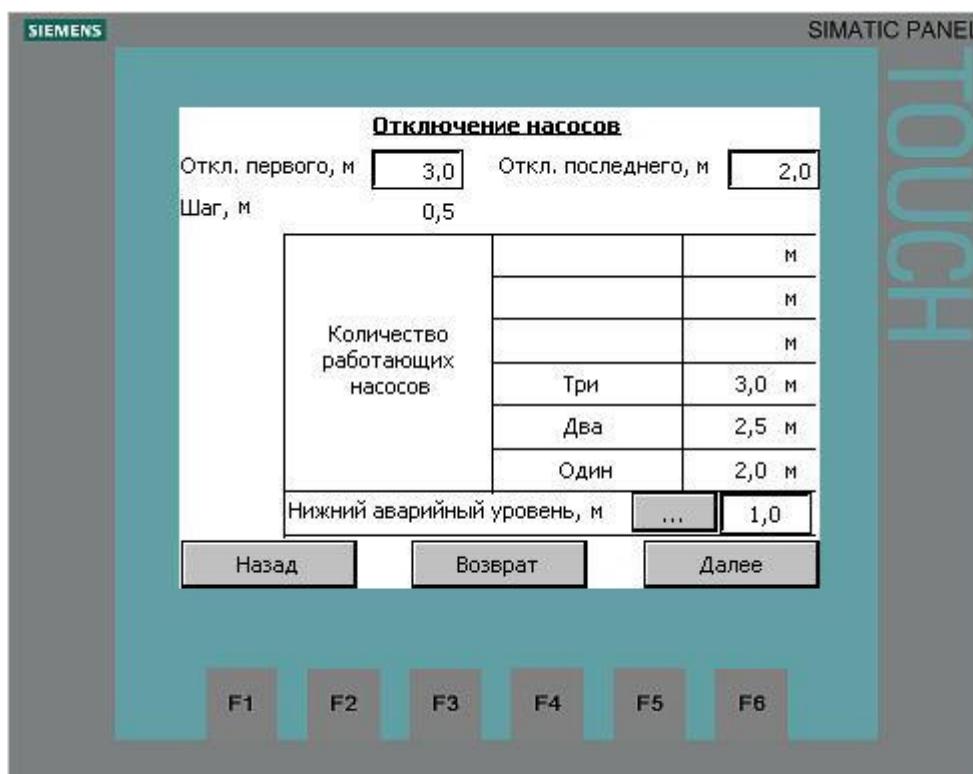 SIEMENS
SIMATIC PANEL
TOUCH
Отключение насосов
Откл. первого, м 3,0 Откл. последнего, м 2,0
Шаг, м 0,5
м
м
м
Количество
работающих
насосов
Три 3,0 м
Два 2,5 м
Один 2,0 м
Нижний аварийный уровень, м ... 1,0
Назад Возврат Далее
F1 F2 F3 F4 F5 F6